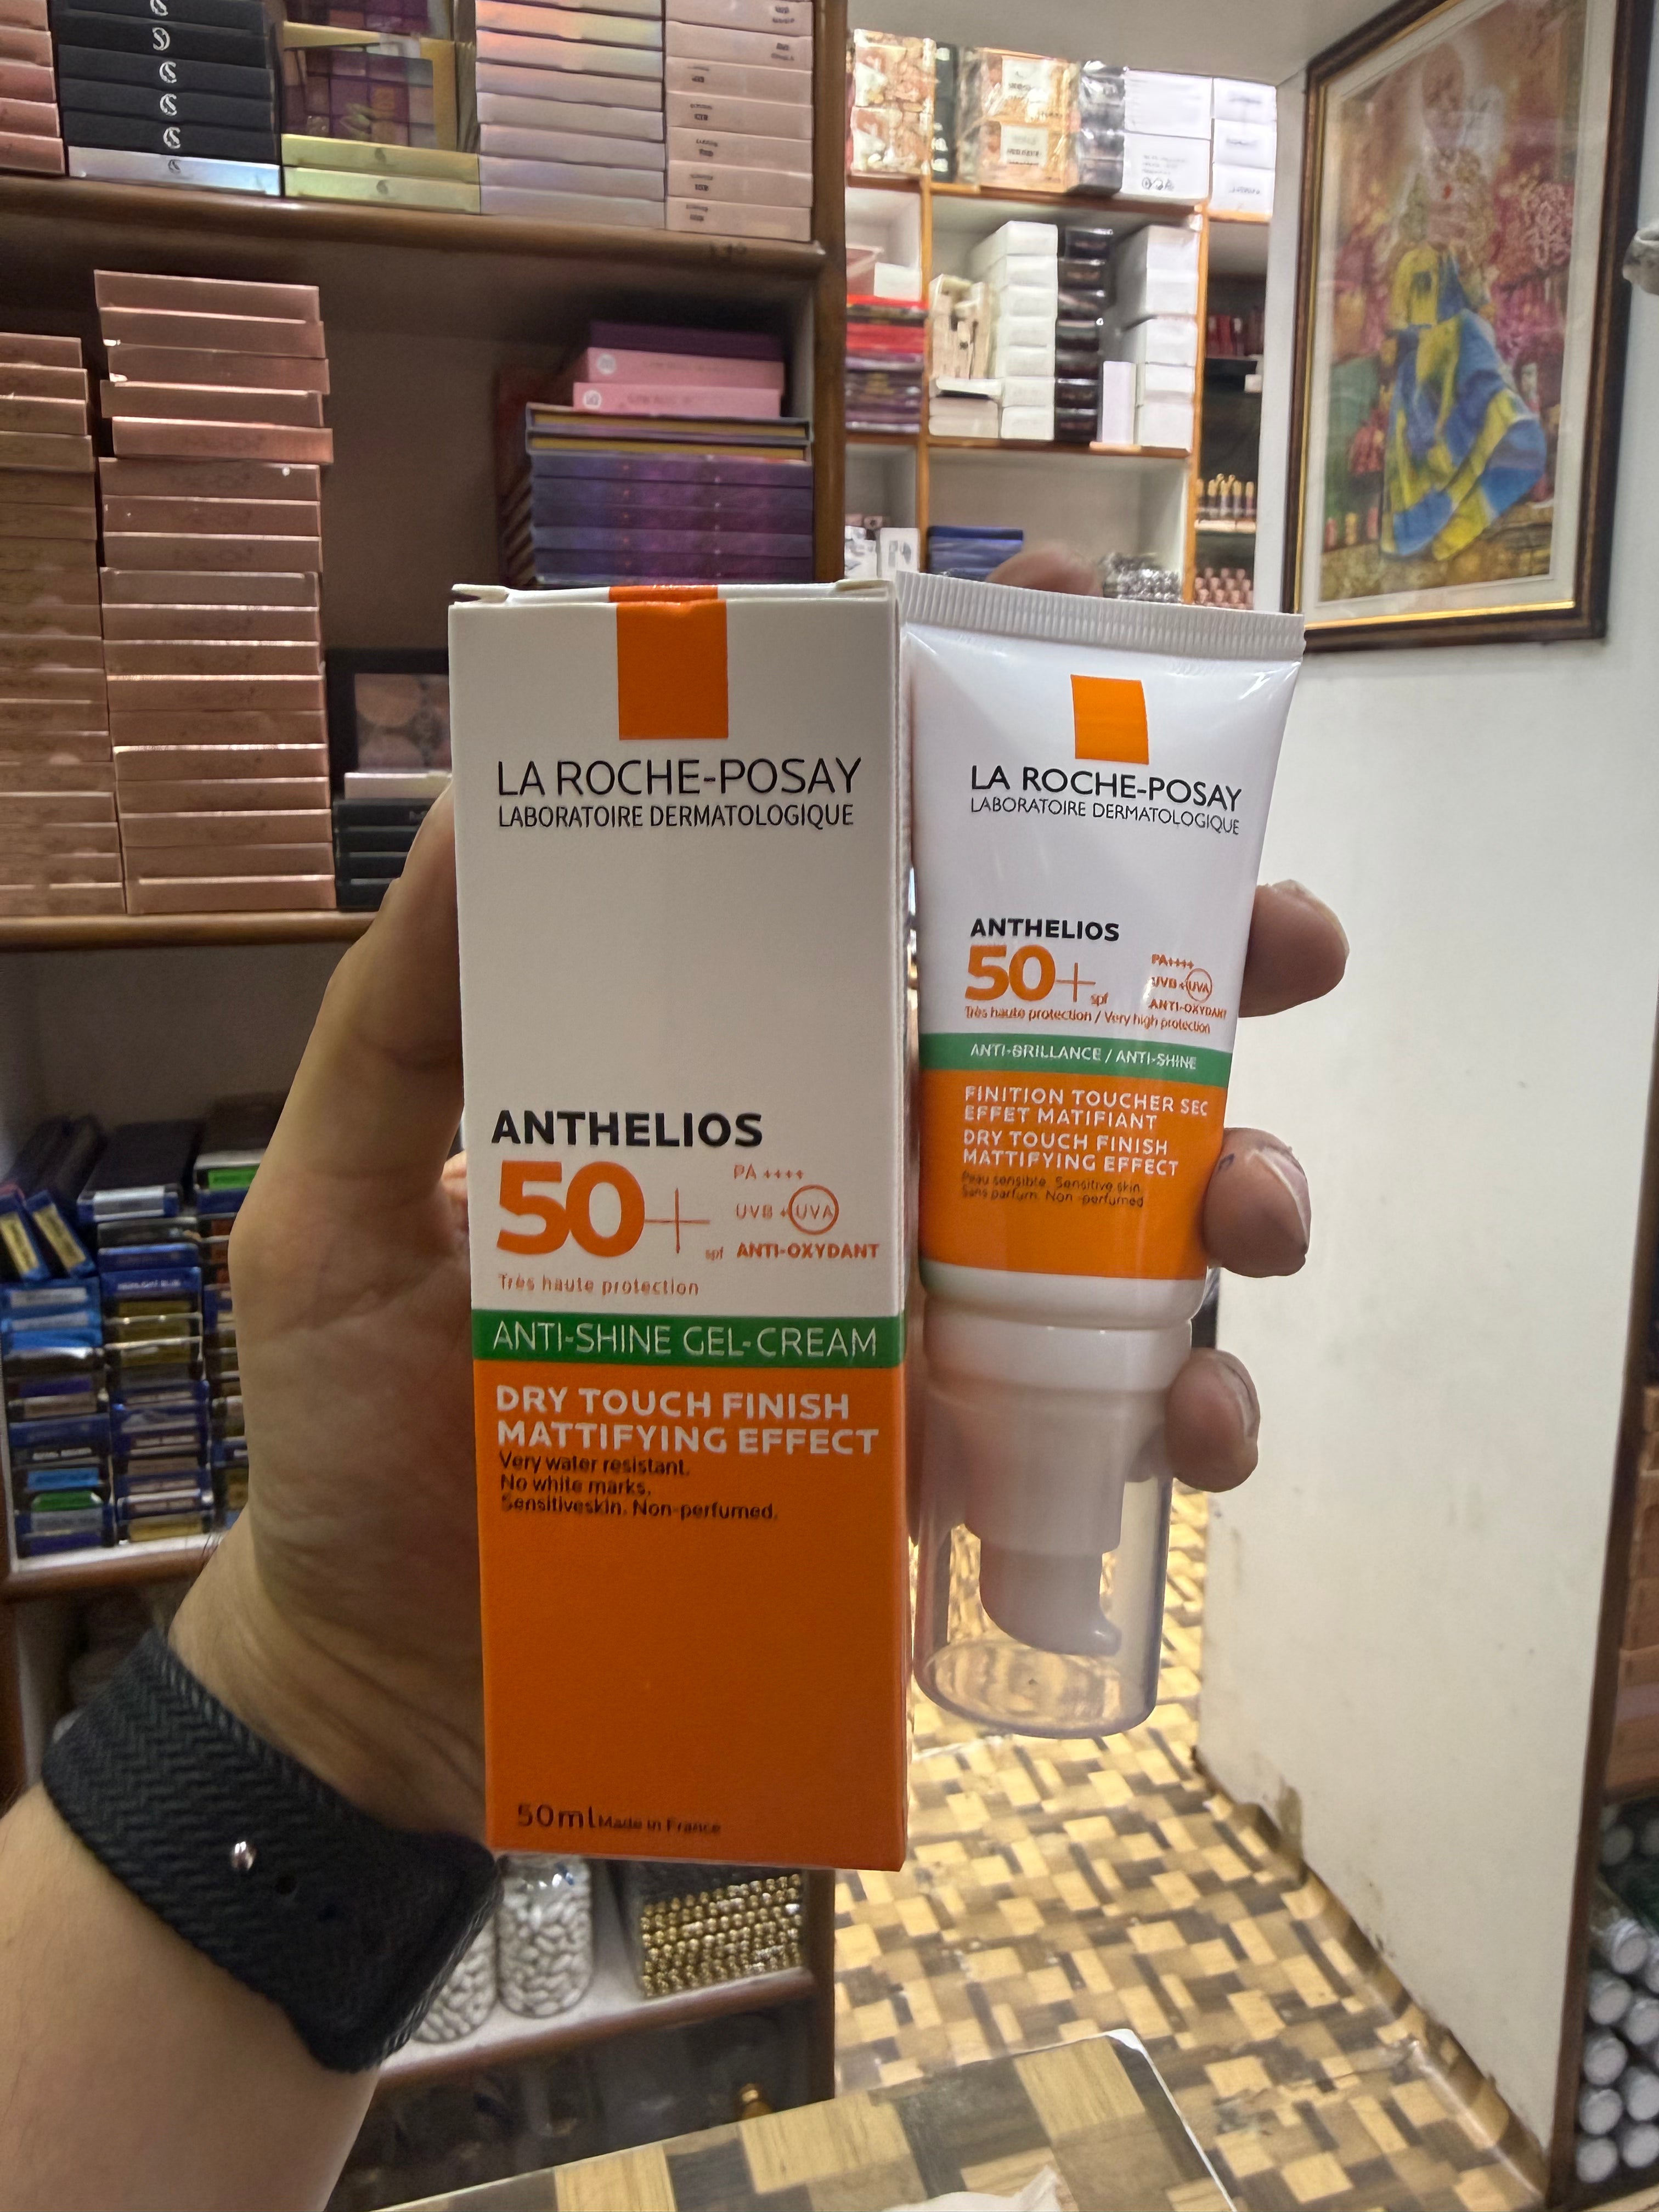 LA ROCHE-POSAY
LABORATOIRE DERMATOLOGIQUE
ANTHELIOS
50+ spf
PA ++++
UVB + UVA
ANTI-OXYDANT
Très haute protection
ANTI-SHINE GEL-CREAM
DRY TOUCH FINISH
MATTIFYING EFFECT
Very water resistant.
No white marks.
Sensitiveskin. Non-perfumed.
50ml Made in France
LA ROCHE-POSAY
LABORATOIRE DERMATOLOGIQUE
ANTHELIOS
50+ spf
PA++++
UVB+UVA
ANTI-OXYDANT
Très haute protection / Very high protection
ANTI-BRILLANCE / ANTI-SHINE
FINITION TOUCHER SEC
EFFET MATIFIANT
DRY TOUCH FINISH
MATTIFYING EFFECT
Peau sensible. Sensitive skin.
Sans parfum. Non-perfumed